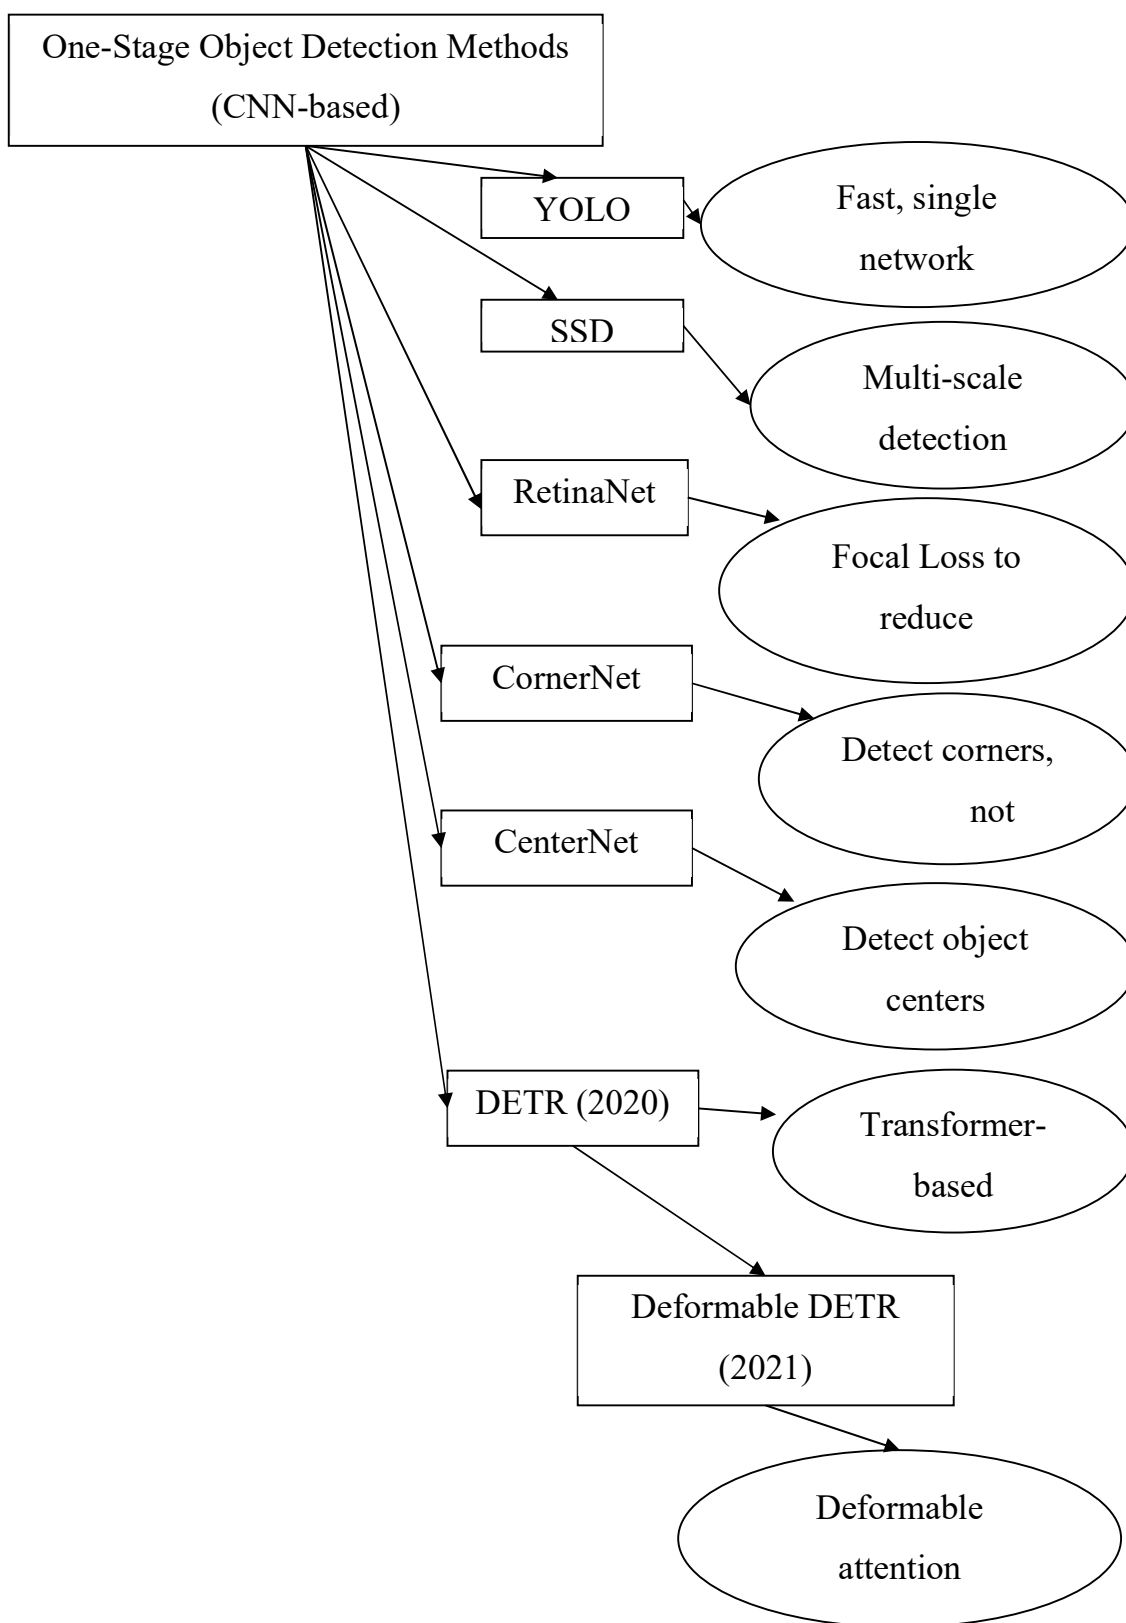 One-Stage Object Detection Methods
(CNN-based)
YOLO
Fast, single
network
SSD
Multi-scale
detection
RetinaNet
Focal Loss to
reduce
CornerNet
Detect corners,
not
CenterNet
Detect object
centers
DETR (2020)
Transformer-
based
Deformable DETR
(2021)
Deformable
attention